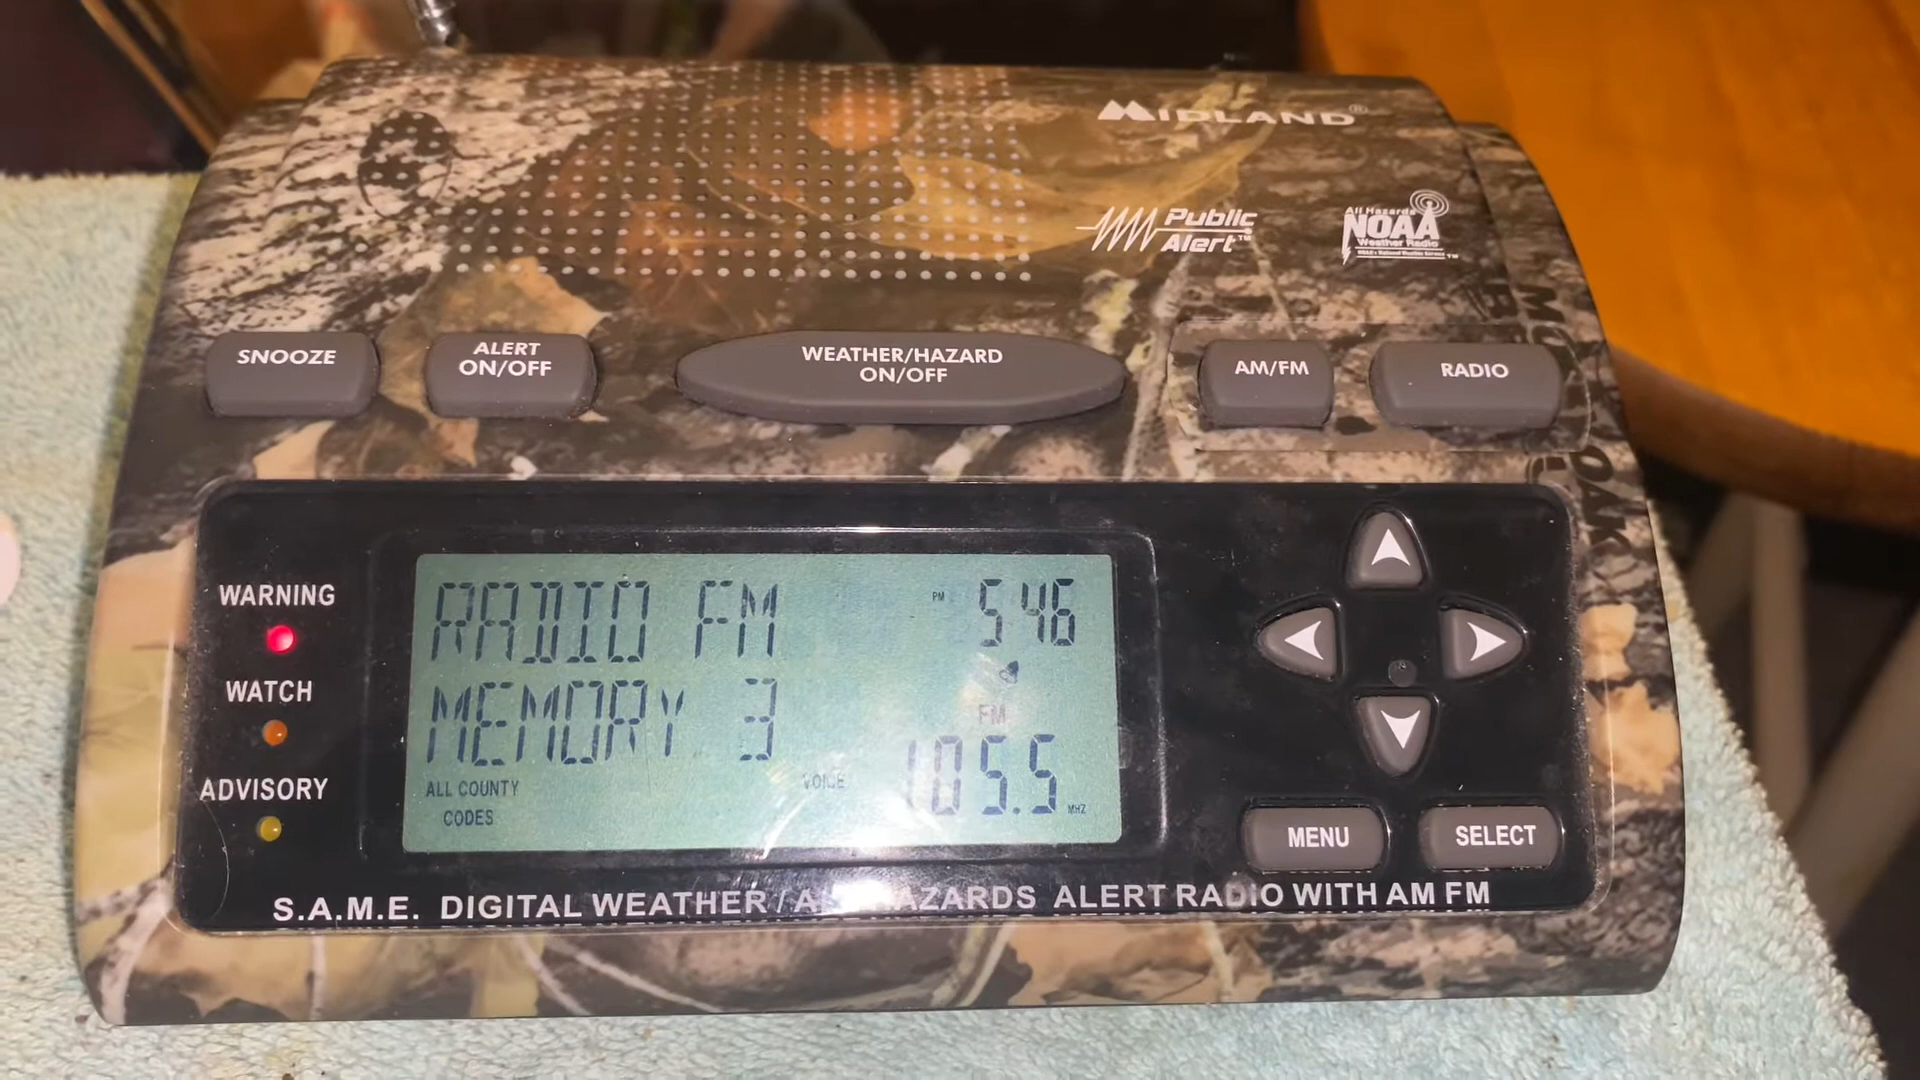 MIDLAND®
Public
Alert™
All Hazards
NOAA
Weather Radio
SNOOZE
ALERT
ON/OFF
WEATHER/HAZARD
ON/OFF
AM/FM
RADIO
WARNING
WATCH
ADVISORY
RADIO FM
PM 5 46
MEMORY 3
FM
ALL COUNTY
CODES
VOICE
105.5 MHZ
MENU
SELECT
S.A.M.E. DIGITAL WEATHER / HAZARDS ALERT RADIO WITH AM FM
OAK